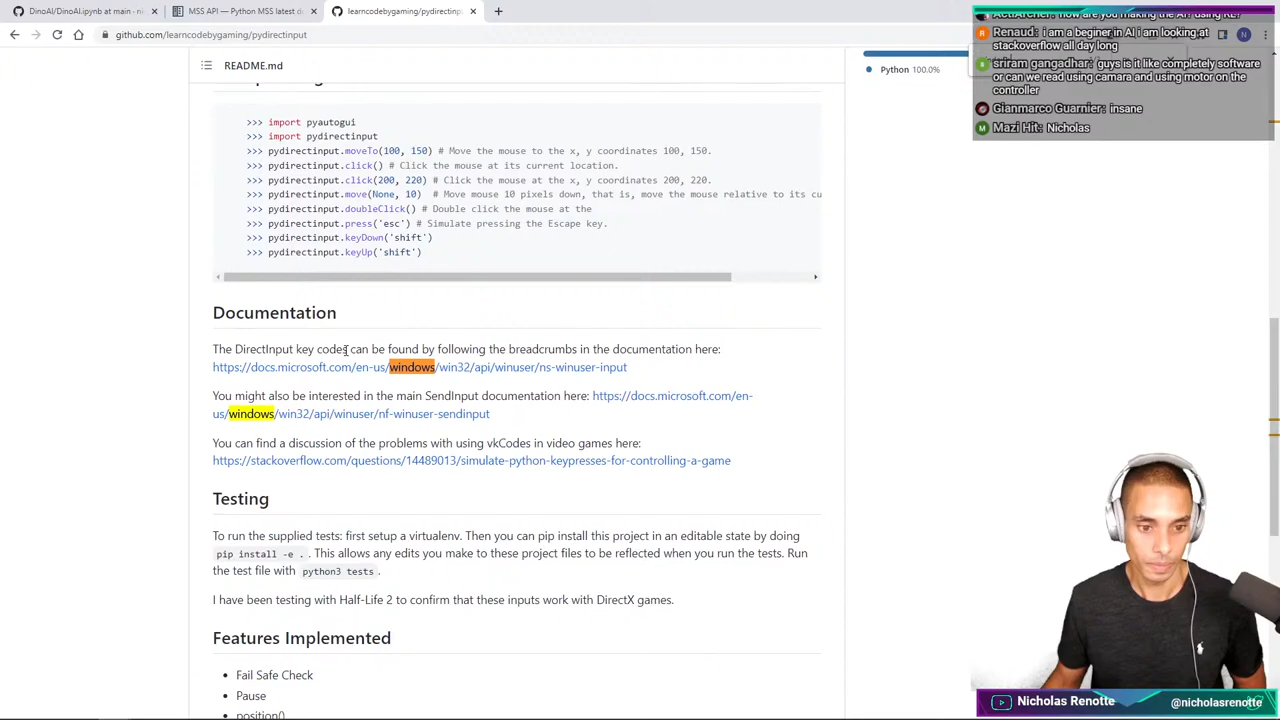 DinoAI/DinoAI.ipynb at main · nic
MSS API — Python MSS latest do
learncodebygaming/pydirectinpu
github.com/learncodebygaming/pydirectinput
README.md
Python 100.0%
>>> import pyautogui
>>> import pydirectinput
>>> pydirectinput.moveTo(100, 150) # Move the mouse to the x, y coordinates 100, 150.
>>> pydirectinput.click() # Click the mouse at its current location.
>>> pydirectinput.click(200, 220) # Click the mouse at the x, y coordinates 200, 220.
>>> pydirectinput.move(None, 10)  # Move mouse 10 pixels down, that is, move the mouse relative to its cu
>>> pydirectinput.doubleClick() # Double click the mouse at the
>>> pydirectinput.press('esc') # Simulate pressing the Escape key.
>>> pydirectinput.keyDown('shift')
>>> pydirectinput.keyUp('shift')
Documentation
The DirectInput key codes can be found by following the breadcrumbs in the documentation here:
https://docs.microsoft.com/en-us/windows/win32/api/winuser/ns-winuser-input
You might also be interested in the main SendInput documentation here: https://docs.microsoft.com/en-
us/windows/win32/api/winuser/nf-winuser-sendinput
You can find a discussion of the problems with using vkCodes in video games here:
https://stackoverflow.com/questions/14489013/simulate-python-keypresses-for-controlling-a-game
Testing
To run the supplied tests: first setup a virtualenv. Then you can pip install this project in an editable state by doing
pip install -e . . This allows any edits you make to these project files to be reflected when you run the tests. Run
the test file with python3 tests .
I have been testing with Half-Life 2 to confirm that these inputs work with DirectX games.
Features Implemented
• Fail Safe Check
• Pause
• position()
ActiArcher: how are you making the AI? using RL?
Renaud: i am a beginer in AI i am looking at
stackoverflow all day long
sriram gangadhar: guys is it like completely software
or can we read using camara and using motor on the
controller
Gianmarco Guarnier: insane
Mazi Hit: Nicholas
N
Nicholas Renotte
@nicholasrenotte